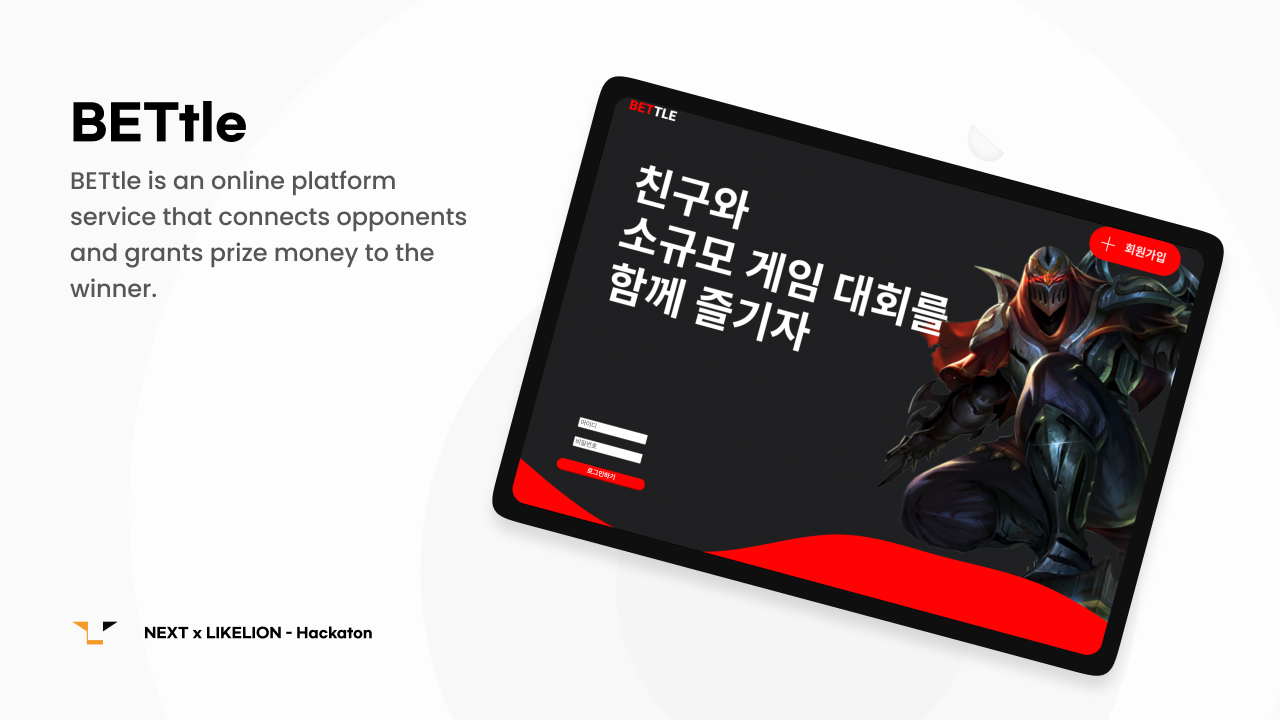 BETtle
BETtle is an online platform
service that connects opponents
and grants prize money to the
winner.
NEXT x LIKELION - Hackaton
BETTLE
회원가입
친구와
소규모 게임 대회를
함께 즐기자
아이디
비밀번호
로그인하기